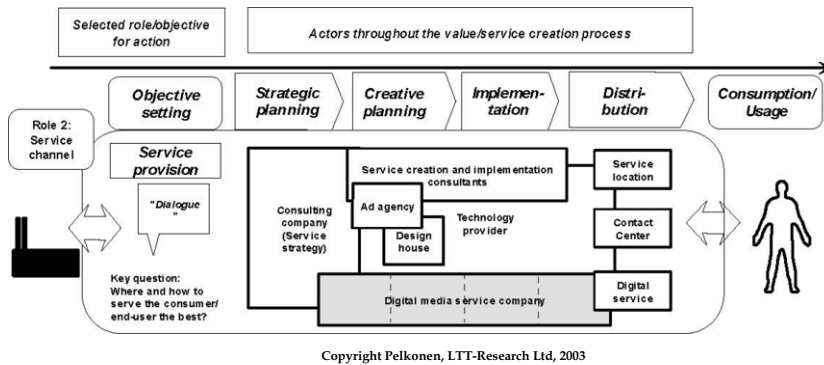 Selected role/objective
for action
Actors throughout the value/service creation process
Objective
setting
Strategic
planning
Creative
planning
Implemen-
tation
Distri-
bution
Consumption/
Usage
Role 2:
Service
channel
Service
provision
"Dialogue
"
Key question:
Where and how to
serve the consumer/
end-user the best?
Consulting
company
(Service
strategy)
Service creation and implementation
consultants
Ad agency
Design
house
Technology
provider
Digital media service company
Service
location
Contact
Center
Digital
service
Copyright Pelkonen, LTT-Research Ltd, 2003